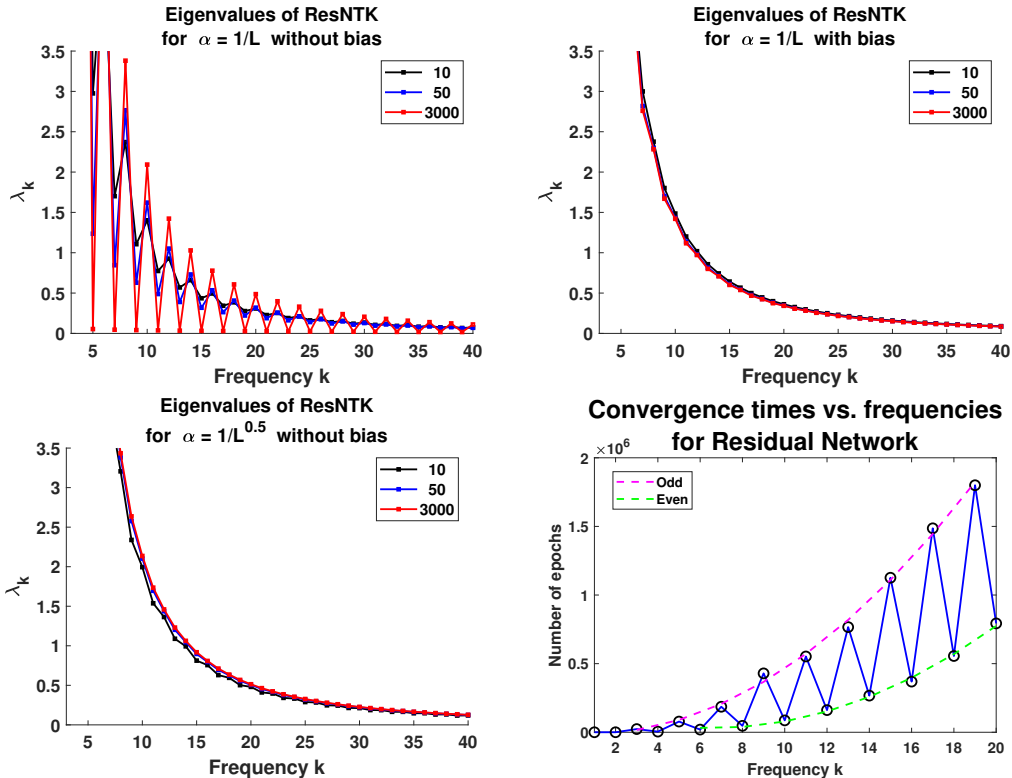 Eigenvalues of ResNTK
for α = 1/L without bias
3.5
3
2.5
2
1.5
1
0.5
0
λk
10
50
3000
5 10 15 20 25 30 35 40
Frequency k
Eigenvalues of ResNTK
for α = 1/L with bias
3.5
3
2.5
2
1.5
1
0.5
0
λk
10
50
3000
5 10 15 20 25 30 35 40
Frequency k
Eigenvalues of ResNTK
for α = 1/L^0.5 without bias
3.5
3
2.5
2
1.5
1
0.5
0
λk
10
50
3000
5 10 15 20 25 30 35 40
Frequency k
Convergence times vs. frequencies
for Residual Network
×10^6
2
1.5
1
0.5
0
Number of epochs
Odd
Even
2 4 6 8 10 12 14 16 18 20
Frequency k